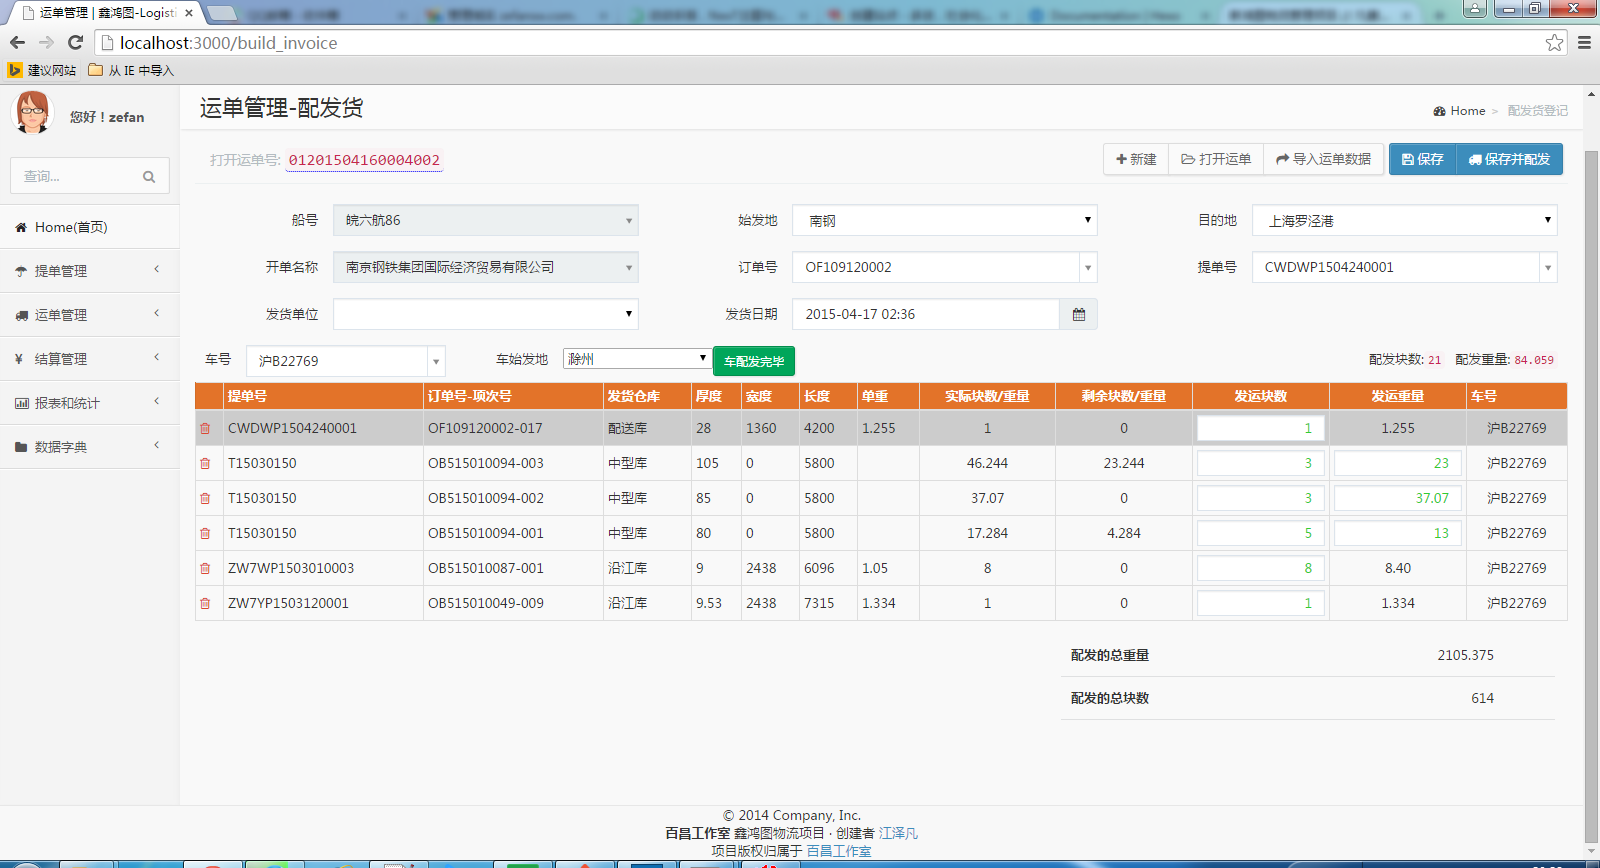 运单管理 | 鑫鸿图-Logisti
localhost:3000/build_invoice
建议网站 从 IE 中导入
您好！zefan
运单管理-配发货
Home > 配发货登记
打开运单号: 01201504160004002
新建 打开运单 导入运单数据 保存 保存并配发
查询...
Home(首页)
提单管理
运单管理
结算管理
报表和统计
数据字典
船号 皖六航86 始发地 南钢 目的地 上海罗泾港
开单名称 南京钢铁集团国际经济贸易有限公司 订单号 OF109120002 提单号 CWDWP1504240001
发货单位 发货日期 2015-04-17 02:36
车号 沪B22769 车始发地 滁州 车配发完毕 配发块数: 21 配发重量: 84.059
提单号 订单号-项次号 发货仓库 厚度 宽度 长度 单重 实际块数/重量 剩余块数/重量 发运块数 发运重量 车号
CWDWP1504240001 OF109120002-017 配送库 28 1360 4200 1.255 1 0 1 1.255 沪B22769
T15030150 OB515010094-003 中型库 105 0 5800 46.244 23.244 3 23 沪B22769
T15030150 OB515010094-002 中型库 85 0 5800 37.07 0 3 37.07 沪B22769
T15030150 OB515010094-001 中型库 80 0 5800 17.284 4.284 5 13 沪B22769
ZW7WP1503010003 OB515010087-001 沿江库 9 2438 6096 1.05 8 0 8 8.40 沪B22769
ZW7YP1503120001 OB515010049-009 沿江库 9.53 2438 7315 1.334 1 0 1 1.334 沪B22769
配发的总重量 2105.375
配发的总块数 614
© 2014 Company, Inc.
百昌工作室 鑫鸿图物流项目 · 创建者 江泽凡
项目版权归属于 百昌工作室